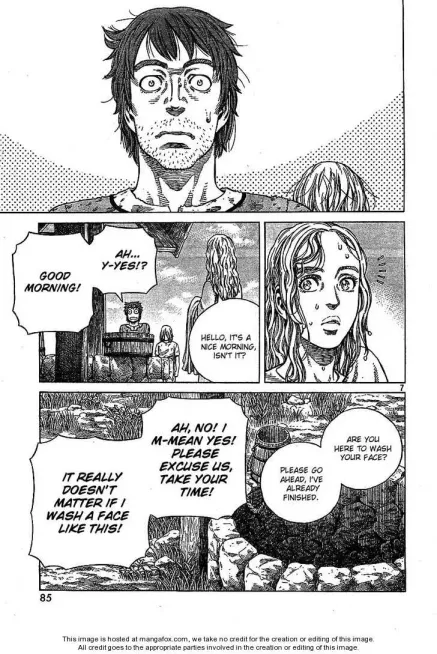 HELLO, IT'S A
NICE MORNING,
ISN'T IT?
AH...
Y-YES!?
GOOD
MORNING!
7
ARE YOU
HERE TO WASH
YOUR FACE?
PLEASE GO
AHEAD, I'VE
ALREADY
FINISHED.
AH, NO! I
M-MEAN YES!
PLEASE
EXCUSE US,
TAKE YOUR
TIME!
IT REALLY
DOESN'T
MATTER IF I
WASH A FACE
LIKE THIS!
85
This image is hosted at mangafox.com, we take no credit for the creation or editing of this image.
All credit goes to the appropriate parties involved in the creation or editing of this image.